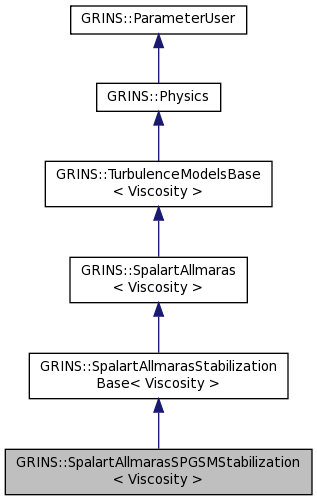 GRINS::ParameterUser
GRINS::Physics
GRINS::TurbulenceModelsBase
< Viscosity >
GRINS::SpalartAllmaras
< Viscosity >
GRINS::SpalartAllmarasStabilization
Base< Viscosity >
GRINS::SpalartAllmarasSPGSMStabilization
< Viscosity >